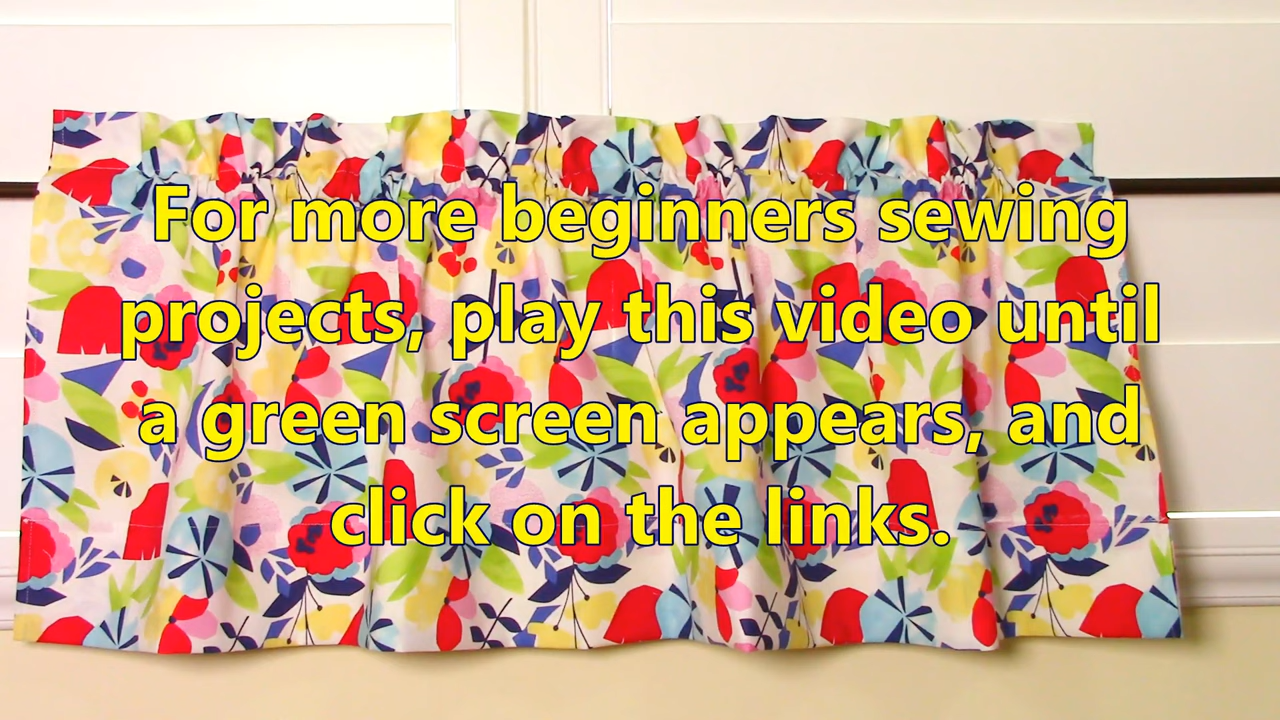 For more beginners sewing
projects, play this video until
a green screen appears, and
click on the links.